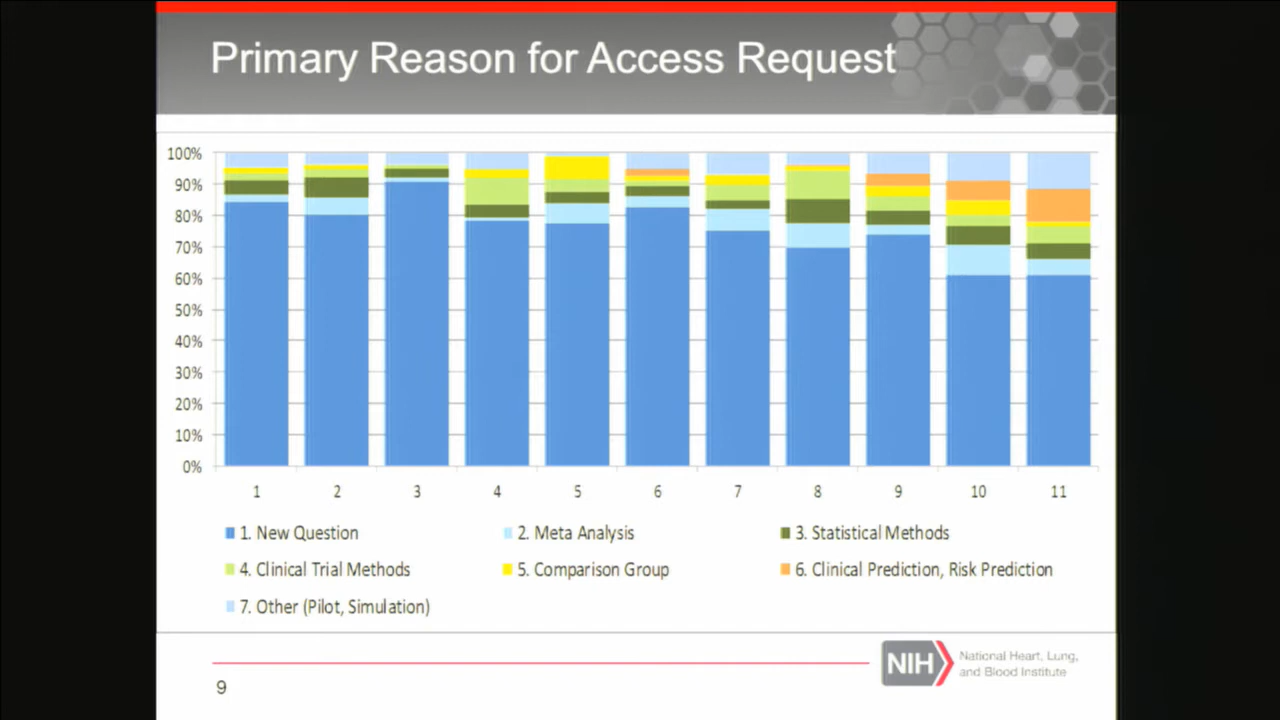 Primary Reason for Access Request
100%
90%
80%
70%
60%
50%
40%
30%
20%
10%
0%
1 2 3 4 5 6 7 8 9 10 11
1. New Question 2. Meta Analysis 3. Statistical Methods
4. Clinical Trial Methods 5. Comparison Group 6. Clinical Prediction, Risk Prediction
7. Other (Pilot, Simulation)
NIH National Heart, Lung,
and Blood Institute
9